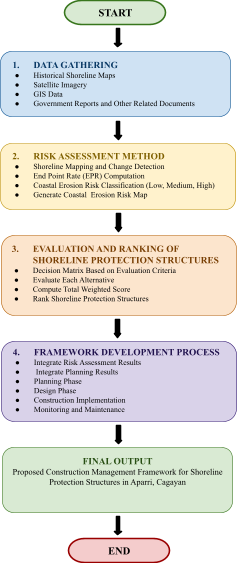 START
1. DATA GATHERING
● Historical Shoreline Maps
● Satellite Imagery
● GIS Data
● Government Reports and Other Related Documents
2. RISK ASSESSMENT METHOD
● Shoreline Mapping and Change Detection
● End Point Rate (EPR) Computation
● Coastal Erosion Risk Classification (Low, Medium, High)
● Generate Coastal Erosion Risk Map
3. EVALUATION AND RANKING OF
SHORELINE PROTECTION STRUCTURES
● Decision Matrix Based on Evaluation Criteria
● Evaluate Each Alternative
● Compute Total Weighted Score
● Rank Shoreline Protection Structures
4. FRAMEWORK DEVELOPMENT PROCESS
● Integrate Risk Assessment Results
● Integrate Planning Results
● Planning Phase
● Design Phase
● Construction Implementation
● Monitoring and Maintenance
FINAL OUTPUT
Proposed Construction Management Framework for Shoreline
Protection Structures in Aparri, Cagayan
END